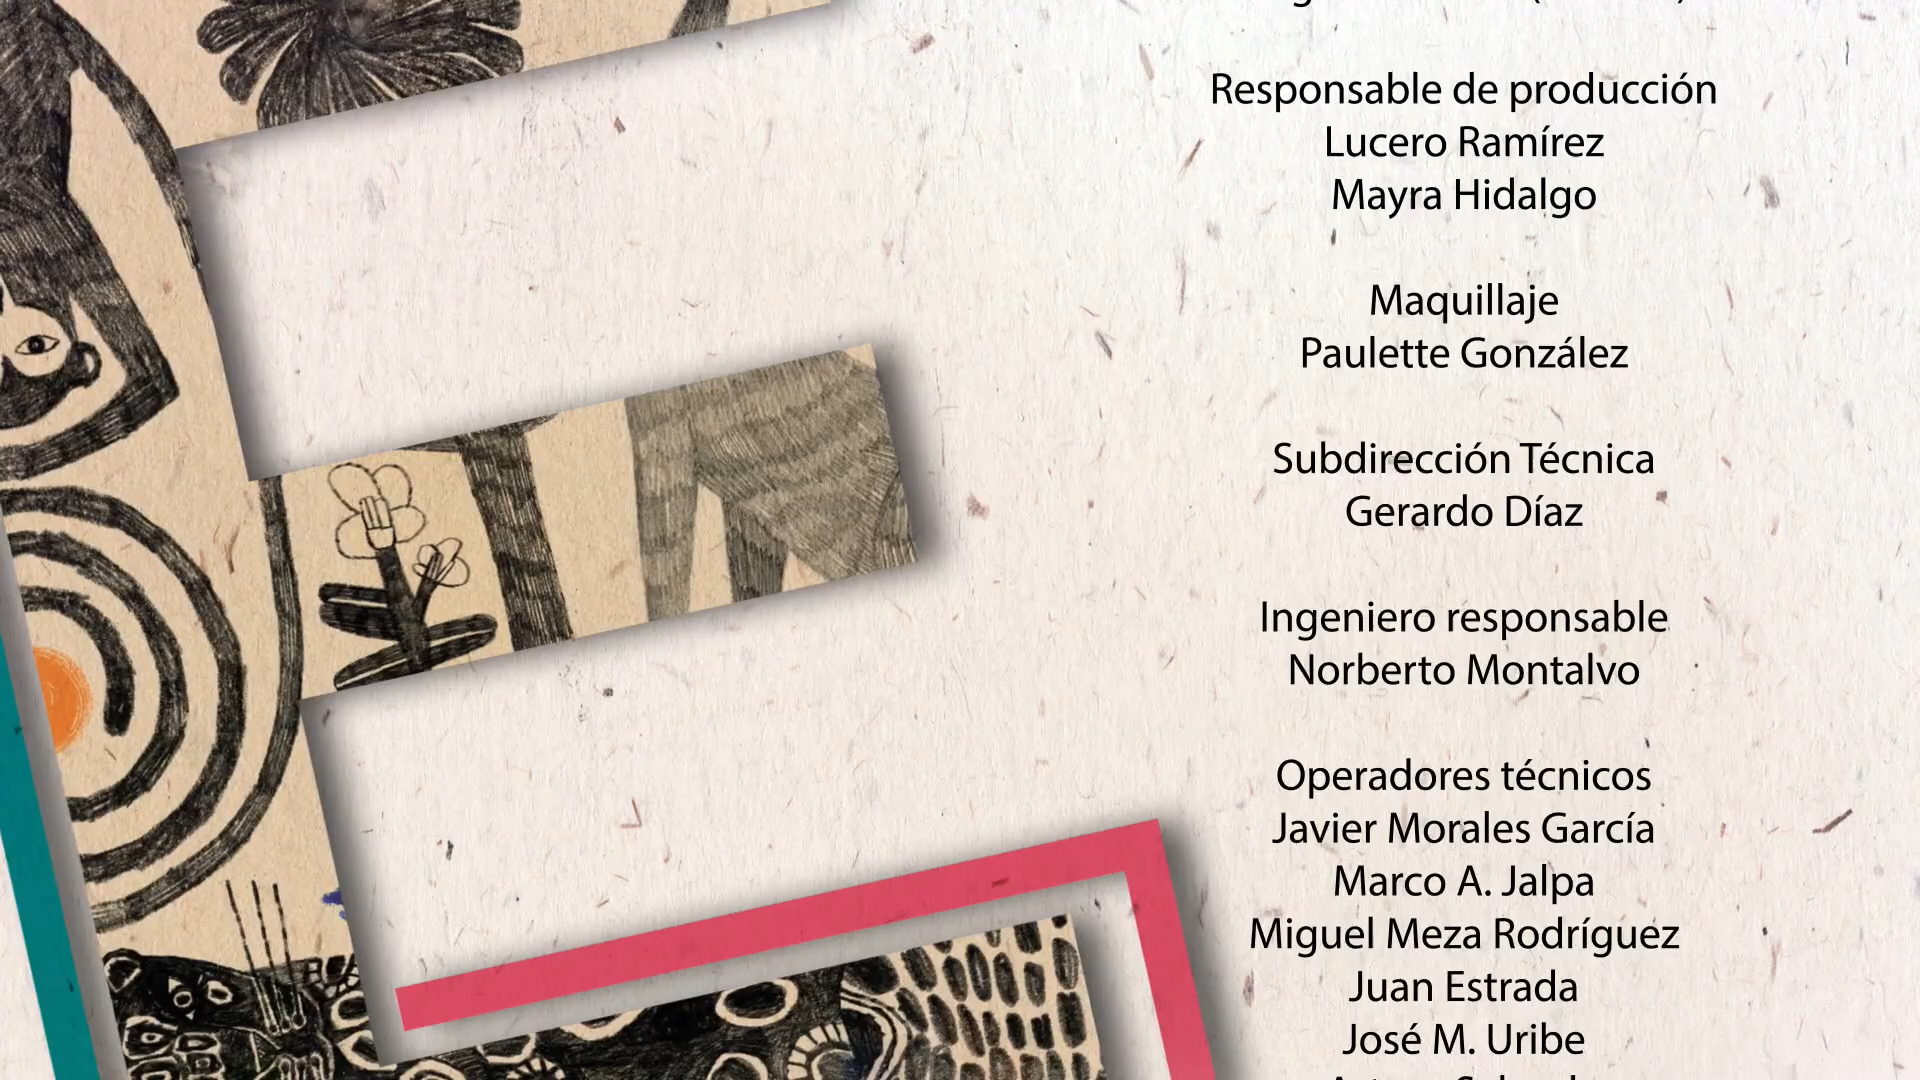 Responsable de producción
Lucero Ramírez
Mayra Hidalgo
Maquillaje
Paulette González
Subdirección Técnica
Gerardo Díaz
Ingeniero responsable
Norberto Montalvo
Operadores técnicos
Javier Morales García
Marco A. Jalpa
Miguel Meza Rodríguez
Juan Estrada
José M. Uribe